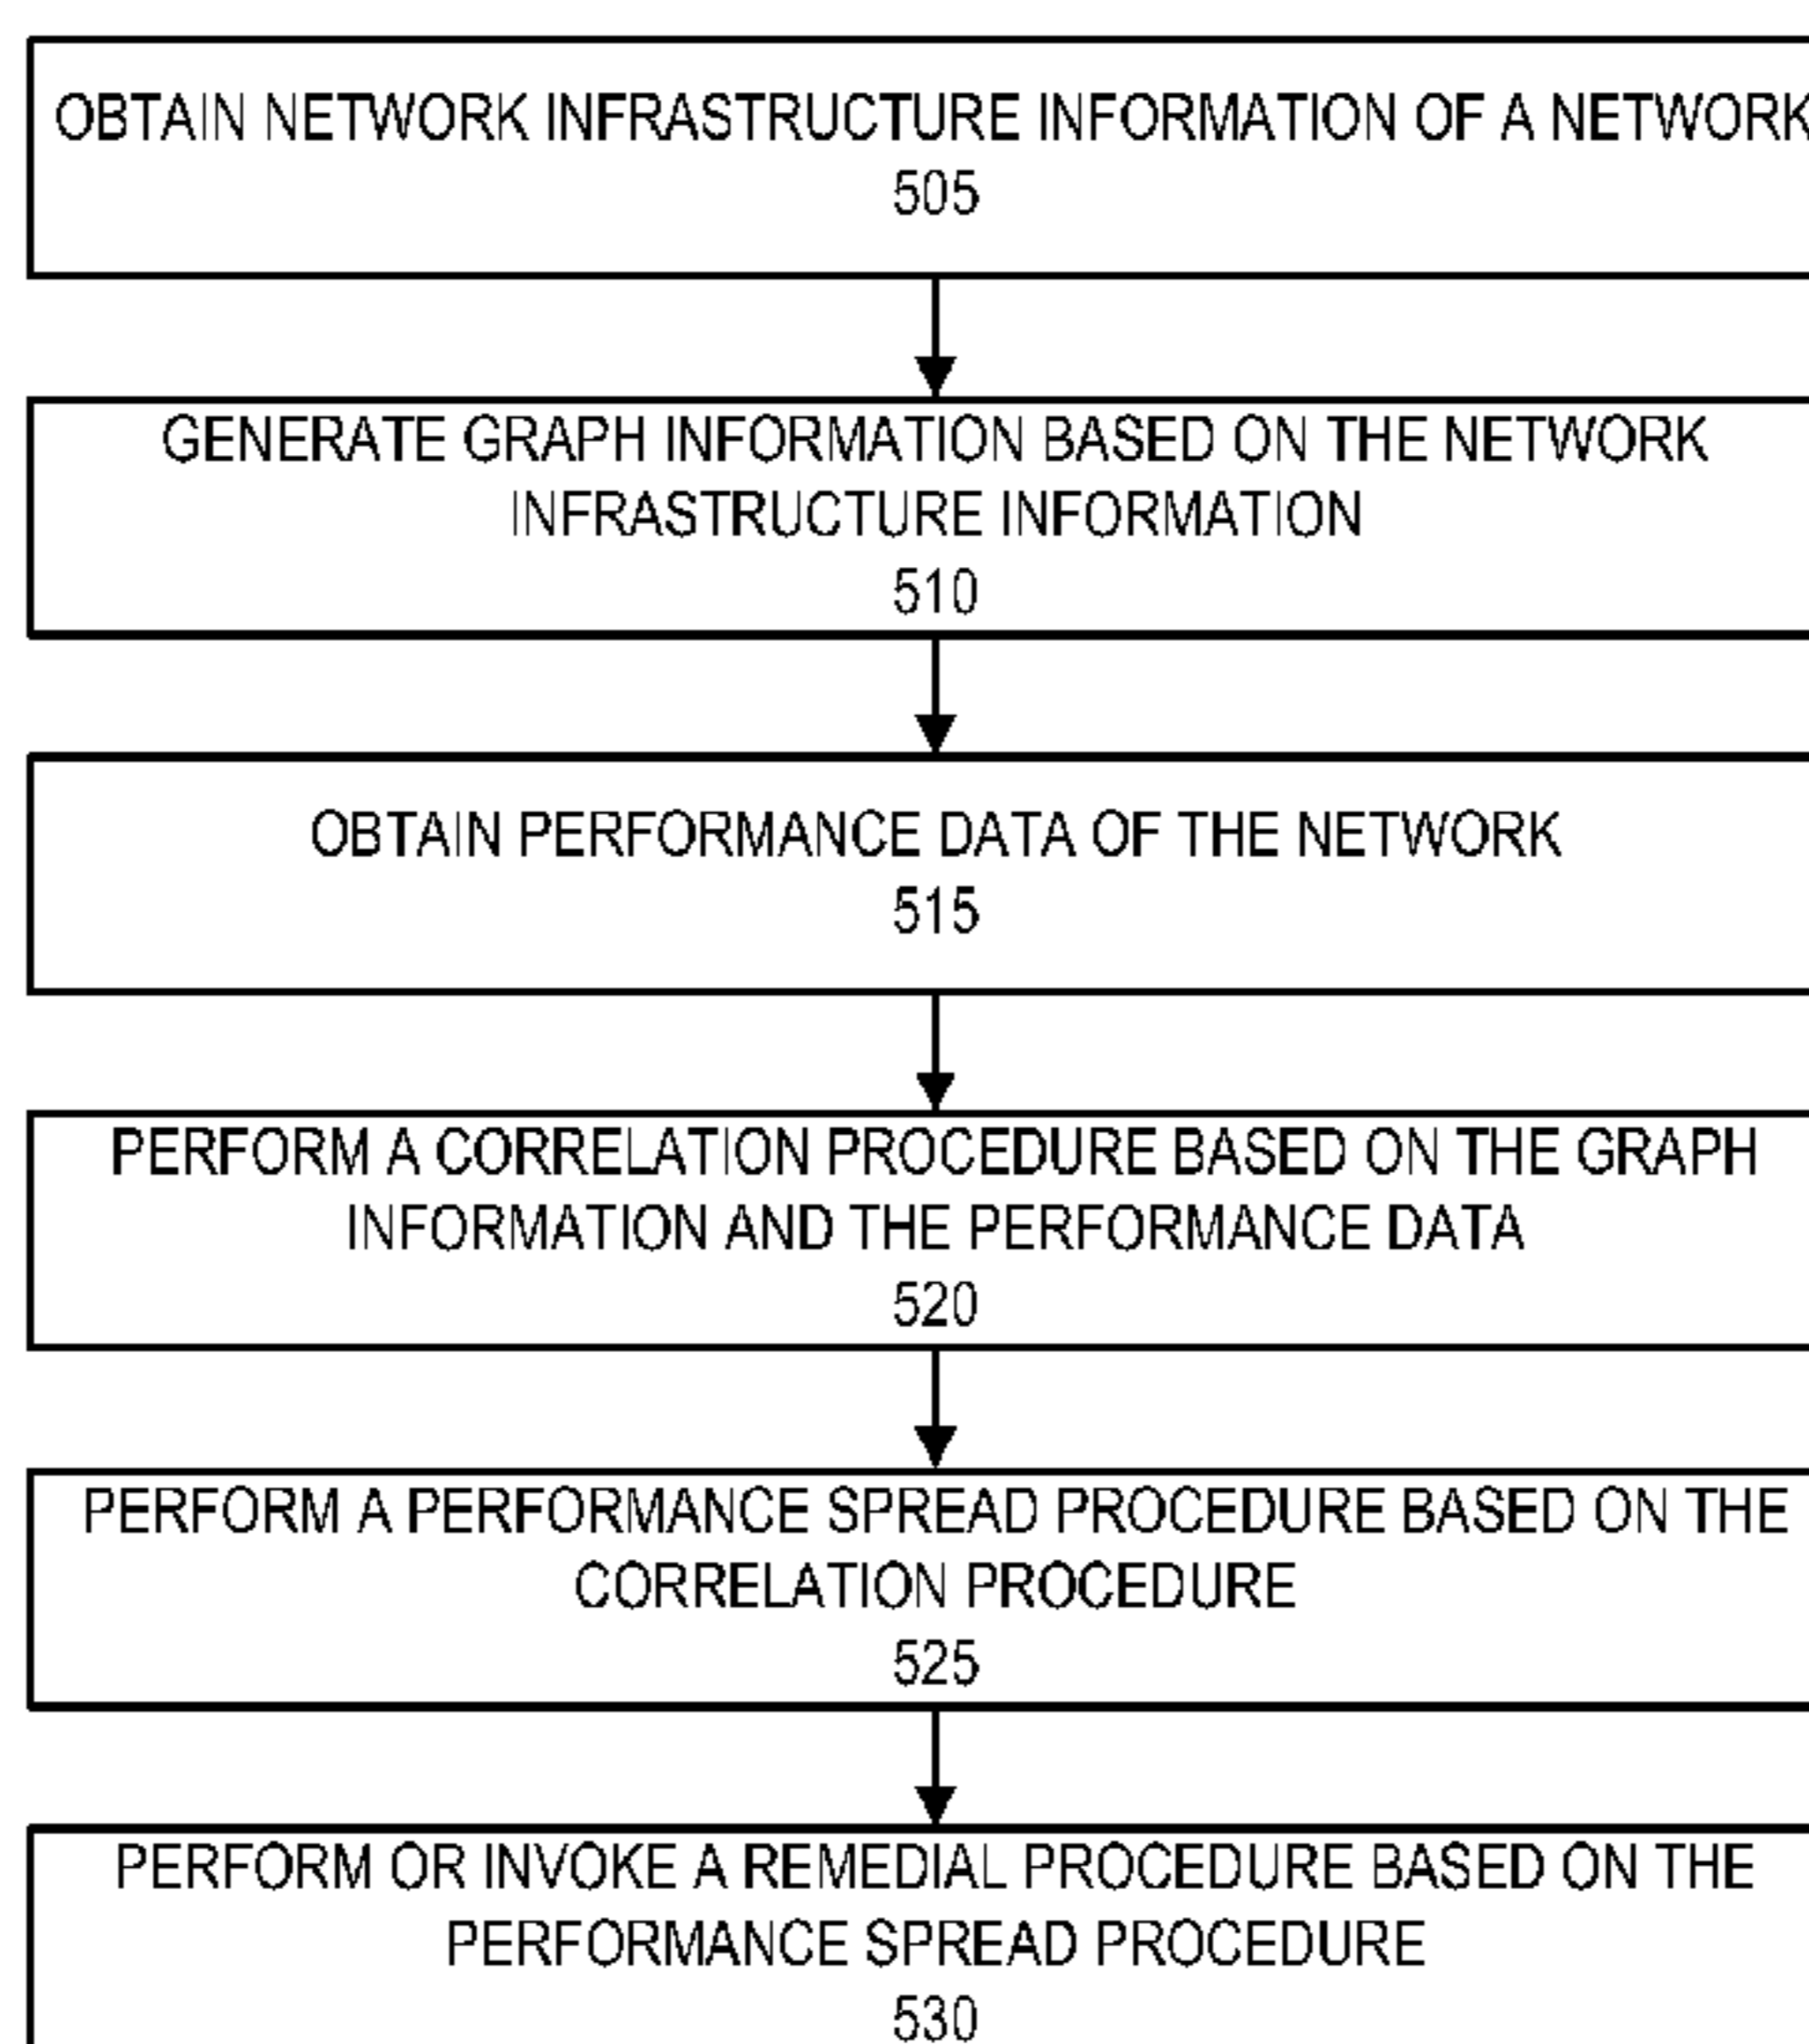 OBTAIN NETWORK INFRASTRUCTURE INFORMATION OF A NETWORK
505
GENERATE GRAPH INFORMATION BASED ON THE NETWORK
INFRASTRUCTURE INFORMATION
510
OBTAIN PERFORMANCE DATA OF THE NETWORK
515
PERFORM A CORRELATION PROCEDURE BASED ON THE GRAPH
INFORMATION AND THE PERFORMANCE DATA
520
PERFORM A PERFORMANCE SPREAD PROCEDURE BASED ON THE
CORRELATION PROCEDURE
525
PERFORM OR INVOKE A REMEDIAL PROCEDURE BASED ON THE
PERFORMANCE SPREAD PROCEDURE
530